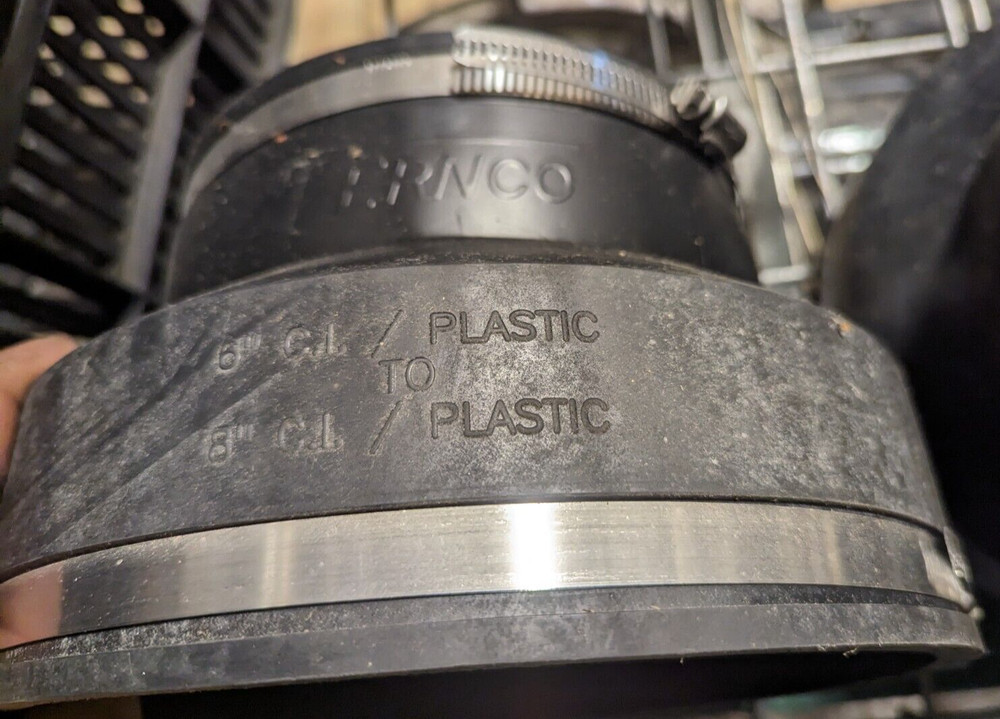 FERNCO
6" C.I. / PLASTIC
TO
8" C.I. / PLASTIC